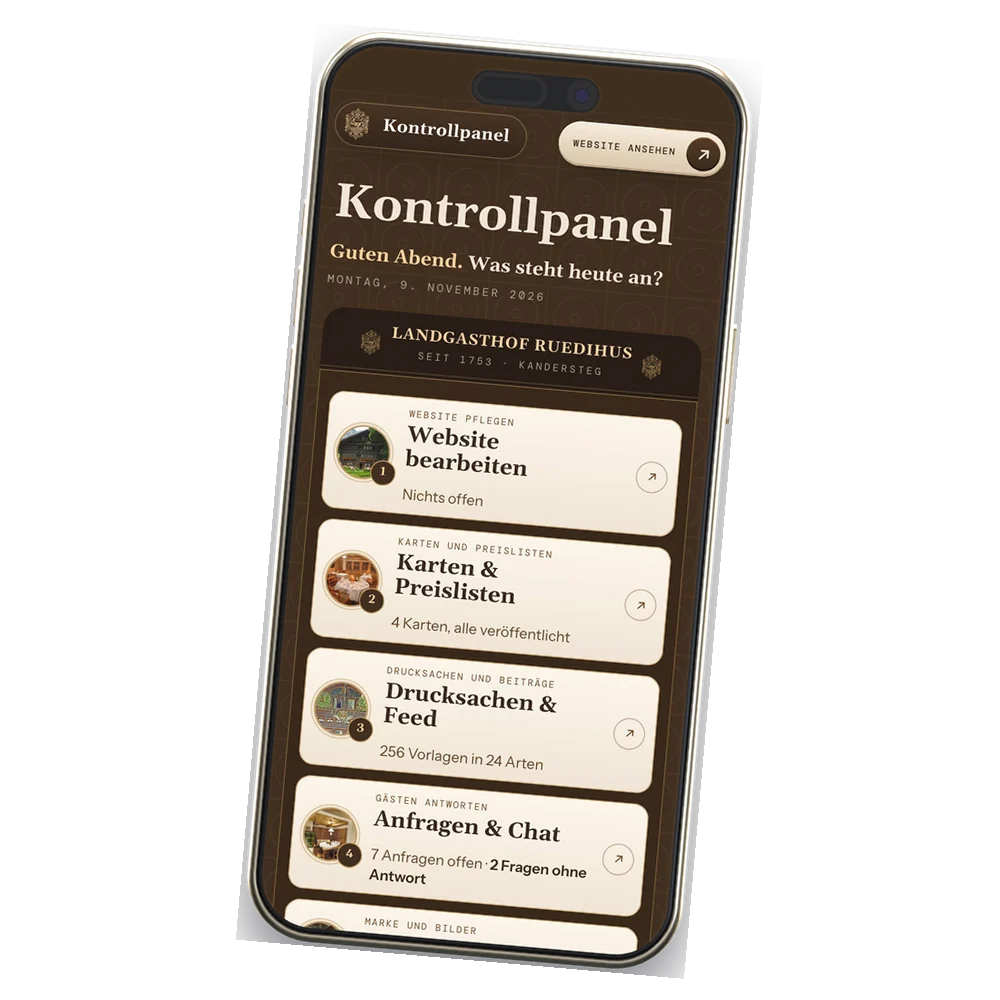 Kontrollpanel
WEBSITE ANSEHEN
Kontrollpanel
Guten Abend. Was steht heute an?
MONTAG, 9. NOVEMBER 2026
LANDGASTHOF RUEDIHUS
SEIT 1753 · KANDERSTEG
WEBSITE PFLEGEN
Website
bearbeiten
1
Nichts offen
KARTEN UND PREISLISTEN
Karten &
Preislisten
2
4 Karten, alle veröffentlicht
DRUCKSACHEN UND BEITRÄGE
Drucksachen &
Feed
3
256 Vorlagen in 24 Arten
GÄSTEN ANTWORTEN
Anfragen & Chat
4
7 Anfragen offen · 2 Fragen ohne
Antwort
MARKE UND BILDER